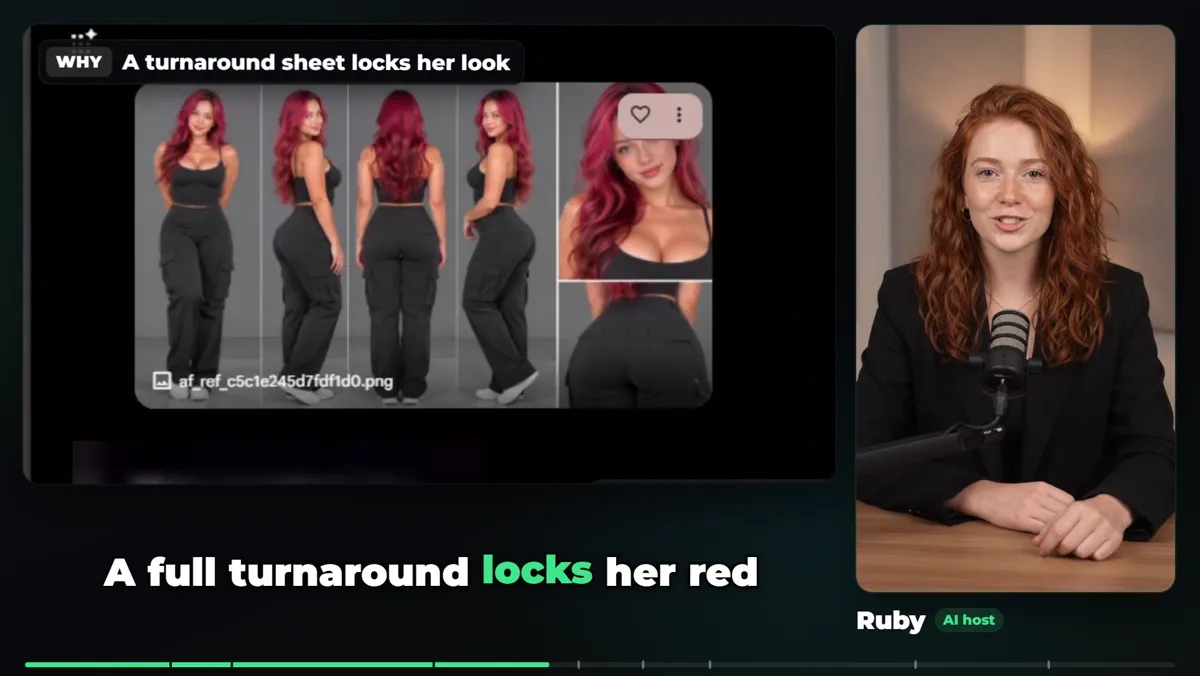 WHY A turnaround sheet locks her look
af_ref_c5c1e245d7fdf1d0.png
A full turnaround locks her red
Ruby AI host